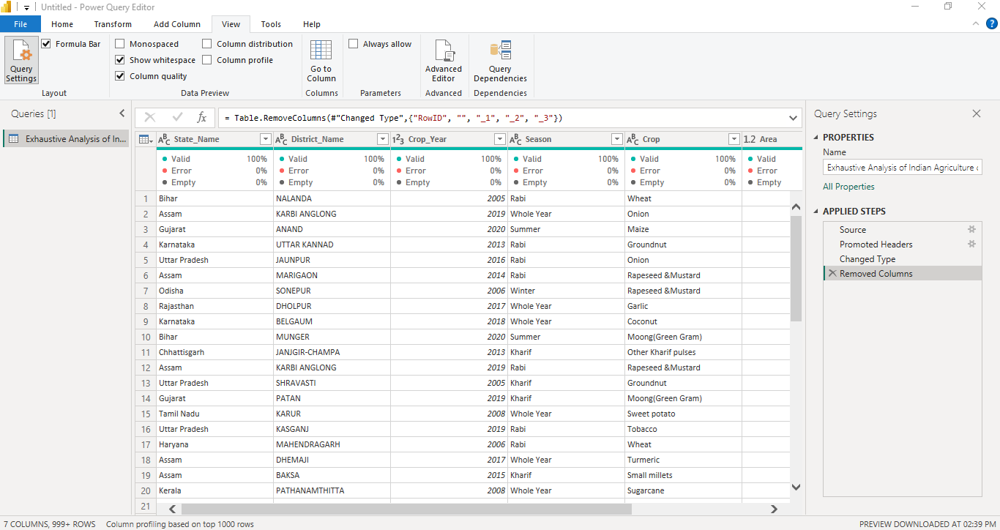 Untitled - Power Query Editor
File Home Transform Add Column View Tools Help
Query Settings
Formula Bar
Monospaced
Show whitespace
Column quality
Column distribution
Column profile
Go to Column
Always allow
Advanced Editor
Query Dependencies
Layout Data Preview Columns Parameters Advanced Dependencies
Queries [1]
Exhaustive Analysis of In...
= Table.RemoveColumns(#"Changed Type",{"RowID", "", "_1", "_2", "_3"})
ABC State_Name ABC District_Name 123 Crop_Year ABC Season ABC Crop 1.2 Area
Valid 100% Valid 100% Valid 100% Valid 100% Valid 100% Valid
Error 0% Error 0% Error 0% Error 0% Error 0% Error
Empty 0% Empty 0% Empty 0% Empty 0% Empty 0% Empty
1 Bihar NALANDA 2005 Rabi Wheat
2 Assam KARBI ANGLONG 2019 Whole Year Onion
3 Gujarat ANAND 2020 Summer Maize
4 Karnataka UTTAR KANNAD 2013 Rabi Groundnut
5 Uttar Pradesh JAUNPUR 2016 Rabi Onion
6 Assam MARIGAON 2014 Rabi Rapeseed &Mustard
7 Odisha SONEPUR 2006 Winter Rapeseed &Mustard
8 Rajasthan DHOLPUR 2017 Whole Year Garlic
9 Karnataka BELGAUM 2018 Whole Year Coconut
10 Bihar MUNGER 2020 Summer Moong(Green Gram)
11 Chhattisgarh JANJGIR-CHAMPA 2013 Kharif Other Kharif pulses
12 Assam KARBI ANGLONG 2019 Rabi Rapeseed &Mustard
13 Uttar Pradesh SHRAVASTI 2005 Kharif Groundnut
14 Gujarat PATAN 2019 Kharif Moong(Green Gram)
15 Tamil Nadu KARUR 2008 Whole Year Sweet potato
16 Uttar Pradesh KASGANJ 2019 Rabi Tobacco
17 Haryana MAHENDRAGARH 2006 Rabi Wheat
18 Assam DHEMAJI 2017 Whole Year Turmeric
19 Assam BAKSA 2015 Kharif Small millets
20 Kerala PATHANAMTHITTA 2008 Whole Year Sugarcane
21
Query Settings
PROPERTIES
Name
Exhaustive Analysis of Indian Agriculture
All Properties
APPLIED STEPS
Source
Promoted Headers
Changed Type
Removed Columns
7 COLUMNS, 999+ ROWS Column profiling based on top 1000 rows PREVIEW DOWNLOADED AT 02:39 PM